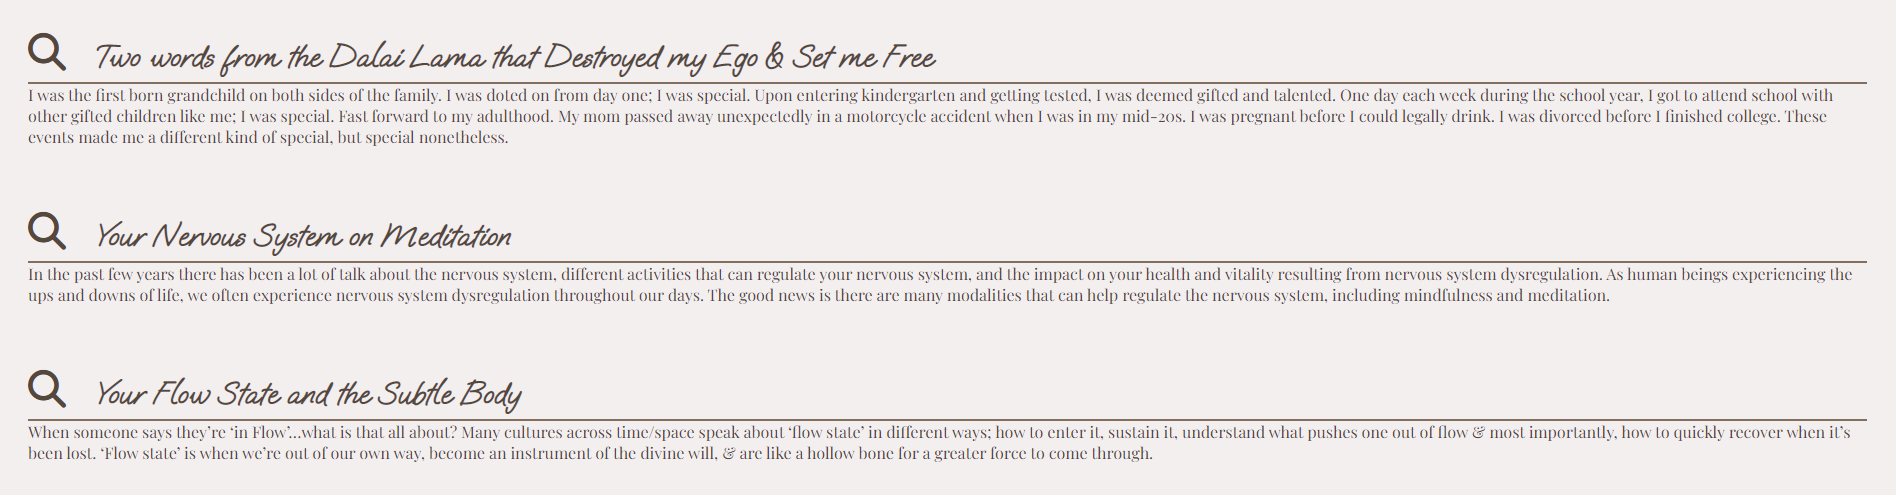 Two words from the Dalai Lama that Destroyed my Ego & Set me Free
I was the first born grandchild on both sides of the family. I was doted on from day one; I was special. Upon entering kindergarten and getting tested, I was deemed gifted and talented. One day each week during the school year, I got to attend school with
other gifted children like me; I was special. Fast forward to my adulthood. My mom passed away unexpectedly in a motorcycle accident when I was in my mid-20s. I was pregnant before I could legally drink. I was divorced before I finished college. These
events made me a different kind of special, but special nonetheless.
Your Nervous System on Meditation
In the past few years there has been a lot of talk about the nervous system, different activities that can regulate your nervous system, and the impact on your health and vitality resulting from nervous system dysregulation. As human beings experiencing the
ups and downs of life, we often experience nervous system dysregulation throughout our days. The good news is there are many modalities that can help regulate the nervous system, including mindfulness and meditation.
Your Flow State and the Subtle Body
When someone says they’re ‘in Flow’...what is that all about? Many cultures across time/space speak about ‘flow state’ in different ways; how to enter it, sustain it, understand what pushes one out of flow & most importantly, how to quickly recover when it’s
been lost. ‘Flow state’ is when we’re out of our own way, become an instrument of the divine will, & are like a hollow bone for a greater force to come through.